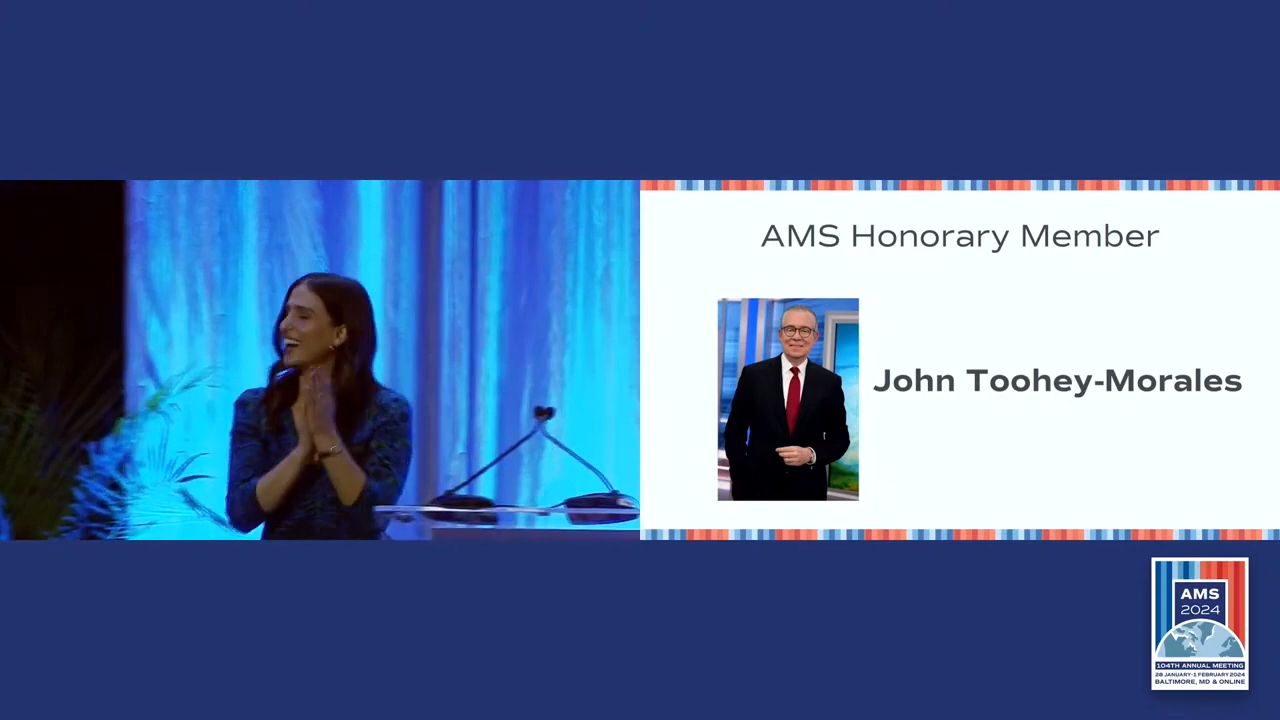 AMS Honorary Member
John Toohey-Morales
AMS
2024
104TH ANNUAL MEETING
28 JANUARY-1 FEBRUARY 2024
BALTIMORE, MD & ONLINE